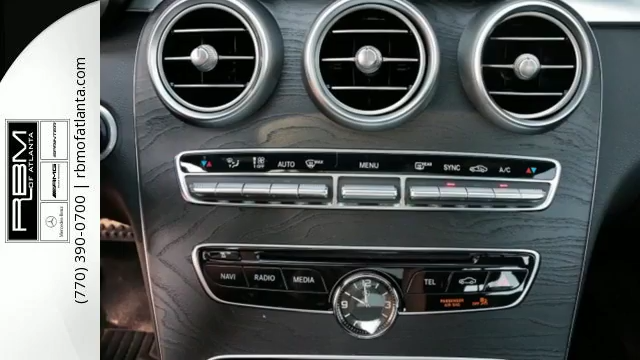 RBM
OF ATLANTA
SPRINTER
AMG
Mercedes-Benz
(770) 390-0700 | rbmofatlanta.com
AUTO
MENU
SYNC
A/C
NAVI
RADIO
MEDIA
TEL
PASSENGER
AIR BAG
OFF